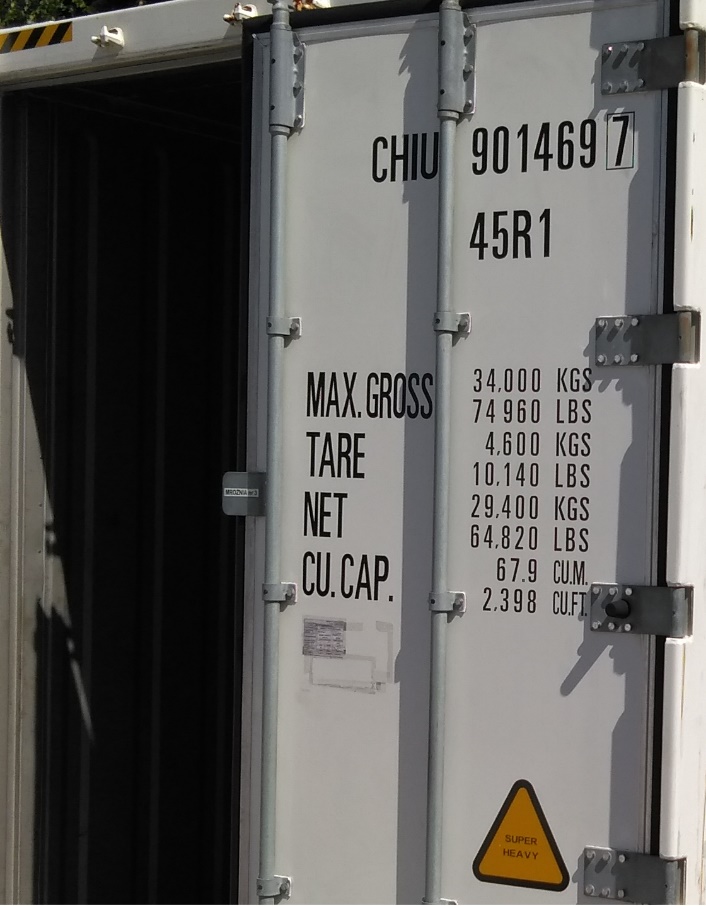 CHIU 901469 7
45R1
MAX. GROSS 34,000 KGS
74 960 LBS
TARE 4,600 KGS
10,140 LBS
NET 29,400 KGS
64,820 LBS
CU. CAP. 67.9 CU.M.
2,398 CU.FT.
SUPER
HEAVY